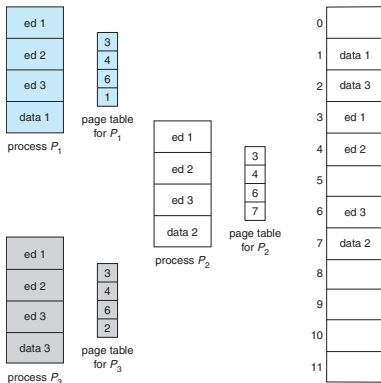 ed 1
ed 2
ed 3
data 1
process P1
3
4
6
1
page table
for P1
ed 1
ed 2
ed 3
data 2
process P2
3
4
6
7
page table
for P2
ed 1
ed 2
ed 3
data 3
process P3
3
4
6
2
page table
for P3
0
1 data 1
2 data 3
3 ed 1
4 ed 2
5
6 ed 3
7 data 2
8
9
10
11